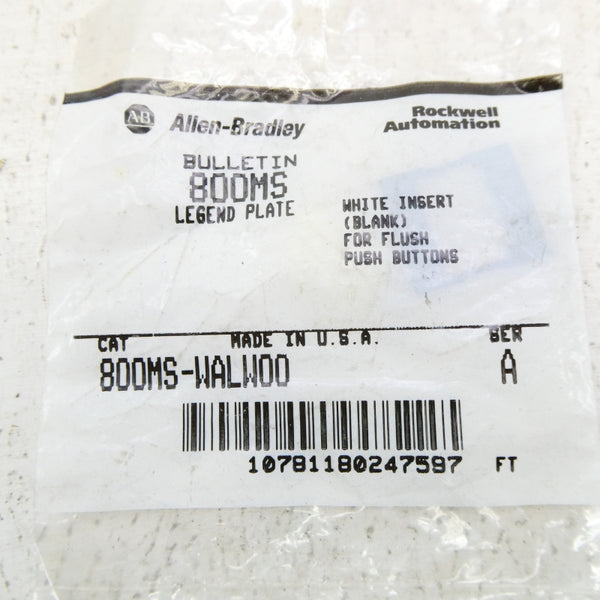 AB Allen-Bradley
Rockwell
Automation
BULLETIN
800MS
LEGEND PLATE
WHITE INSERT
(BLANK)
FOR FLUSH
PUSH BUTTONS
CAT MADE IN U.S.A. SER
800MS-WALW00 A
10781180247597 FT